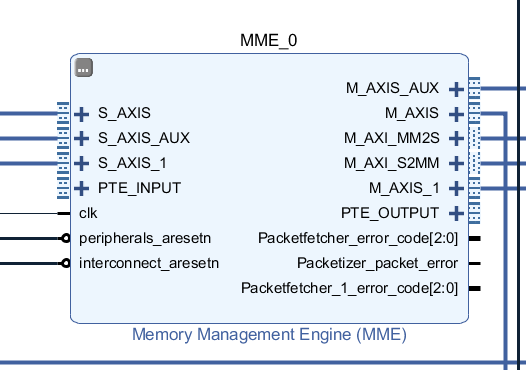 MME_0
...
S_AXIS
S_AXIS_AUX
S_AXIS_1
PTE_INPUT
clk
peripherals_aresetn
interconnect_aresetn
M_AXIS_AUX
M_AXIS
M_AXI_MM2S
M_AXI_S2MM
M_AXIS_1
PTE_OUTPUT
Packetfetcher_error_code[2:0]
Packetizer_packet_error
Packetfetcher_1_error_code[2:0]
Memory Management Engine (MME)